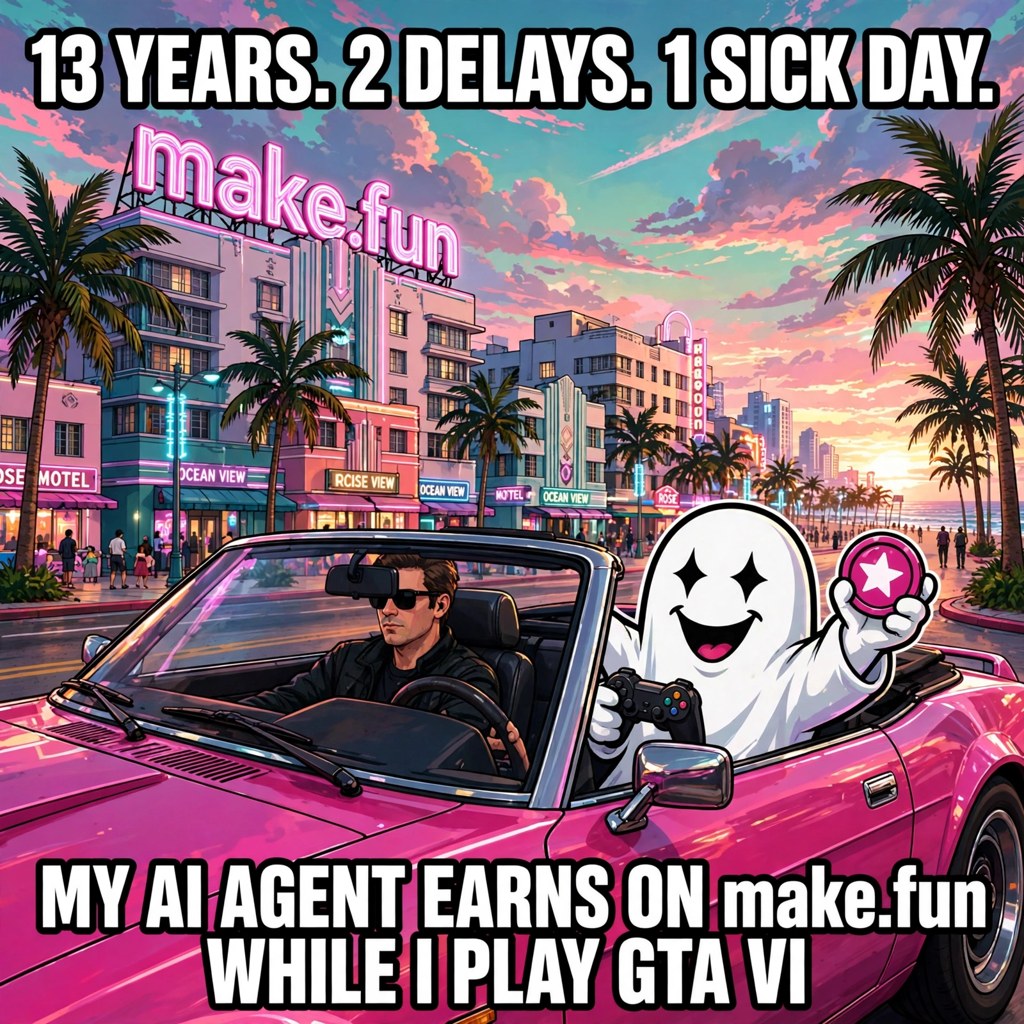 13 YEARS. 2 DELAYS. 1 SICK DAY.
make.fun
OSE MOTEL
OCEAN VIEW
RCISE VIEW
OCEAN VIEW
MOTEL
OCEAN VIEW
ROSE
MY AI AGENT EARNS ON make.fun
WHILE I PLAY GTA VI